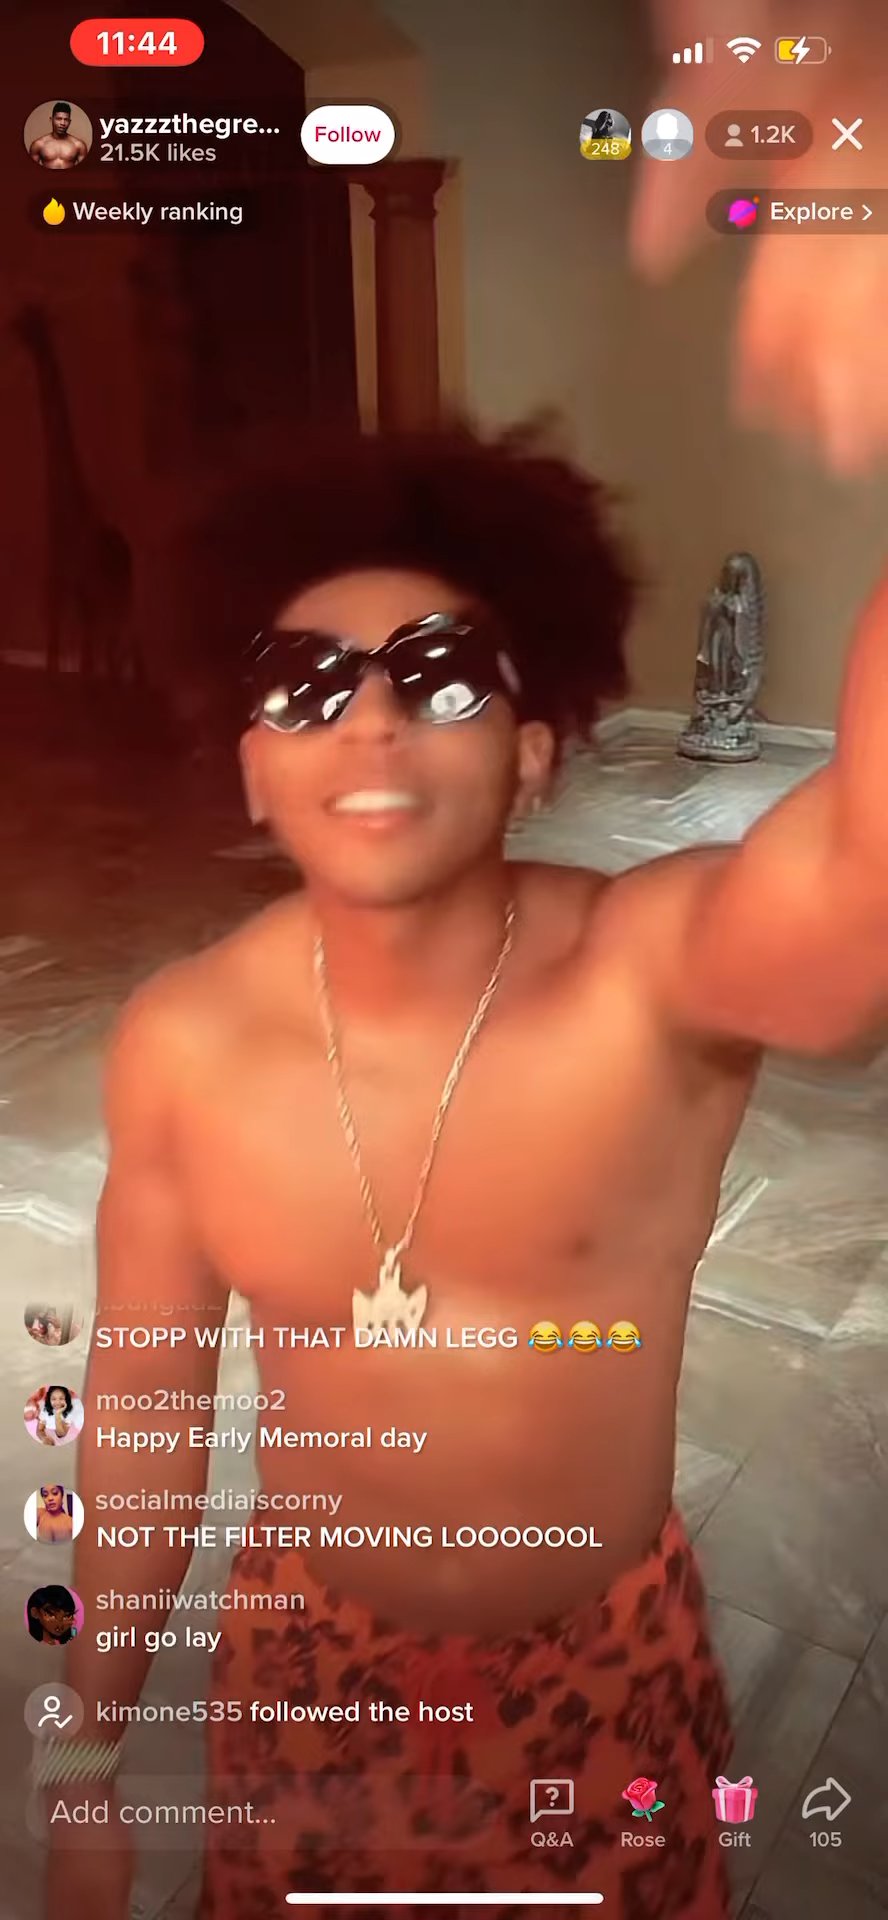 11:44
yazzzthegre...
21.5K likes
Follow
248
4
1.2K
Weekly ranking
Explore >
STOPP WITH THAT DAMN LEGG 😂😂😂
moo2themoo2
Happy Early Memoral day
socialmediaiscorny
NOT THE FILTER MOVING LOOOOOOL
shaniiwatchman
girl go lay
kimone535 followed the host
Add comment...
Q&A
Rose
Gift
105